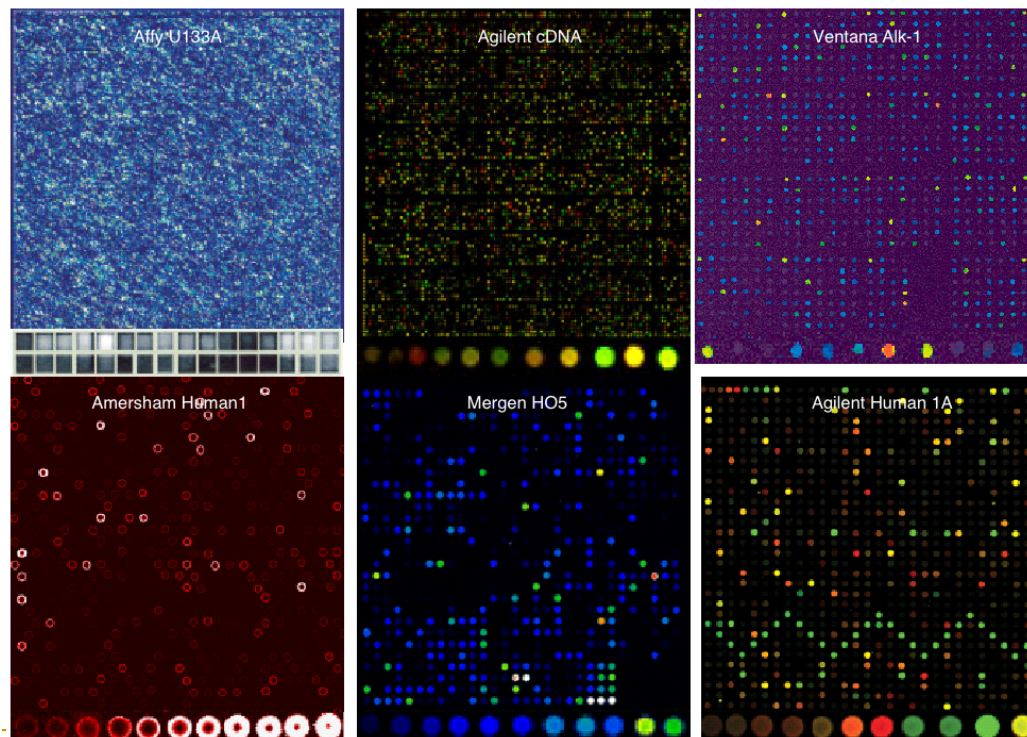 Affy U133A
Agilent cDNA
Ventana Alk-1
Amersham Human1
Mergen HO5
Agilent Human 1A